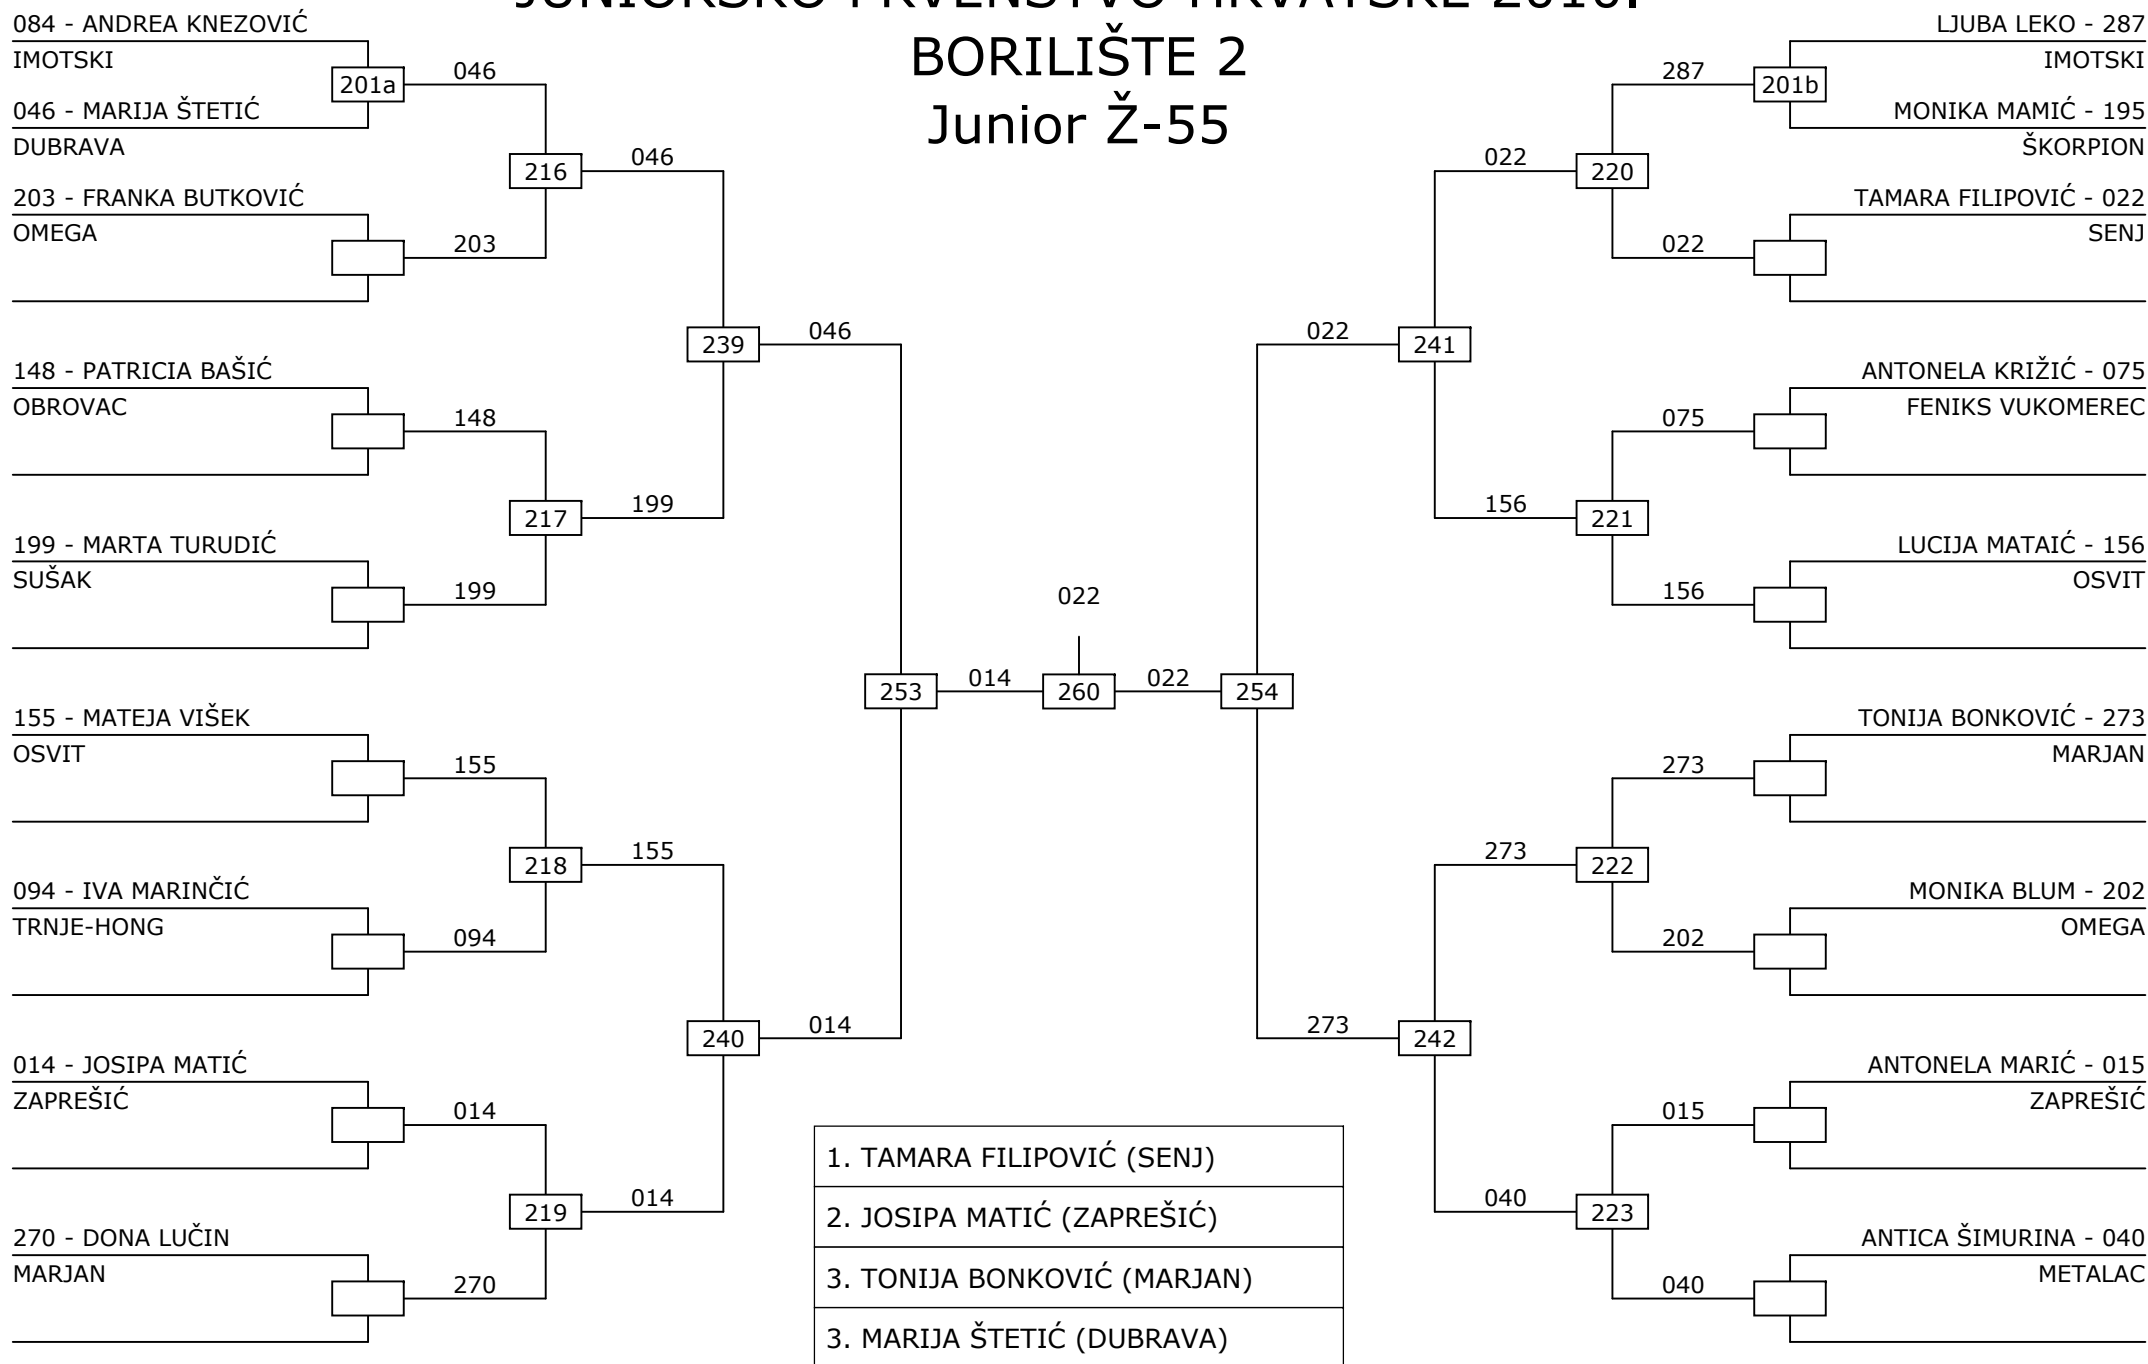 JUNIORSKO PRVENSTVO HRVATSKE 2016.
BORILIŠTE 2
Junior Ž-55
084 - ANDREA KNEZOVIĆ
IMOTSKI
201a
046
046 - MARIJA ŠTETIĆ
DUBRAVA
216
046
203 - FRANKA BUTKOVIĆ
OMEGA
203
239
046
148 - PATRICIA BAŠIĆ
OBROVAC
148
217
199
199 - MARTA TURUDIĆ
SUŠAK
199
253
014
155 - MATEJA VIŠEK
OSVIT
155
218
155
094 - IVA MARINČIĆ
TRNJE-HONG
094
240
014
014 - JOSIPA MATIĆ
ZAPREŠIĆ
014
219
014
270 - DONA LUČIN
MARJAN
270
022
260
LJUBA LEKO - 287
IMOTSKI
287
201b
MONIKA MAMIĆ - 195
ŠKORPION
022
220
TAMARA FILIPOVIĆ - 022
SENJ
022
022
241
ANTONELA KRIŽIĆ - 075
FENIKS VUKOMEREC
075
156
221
LUCIJA MATAIĆ - 156
OSVIT
156
022
254
TONIJA BONKOVIĆ - 273
MARJAN
273
273
222
MONIKA BLUM - 202
OMEGA
202
273
242
ANTONELA MARIĆ - 015
ZAPREŠIĆ
015
040
223
ANTICA ŠIMURINA - 040
METALAC
040
1. TAMARA FILIPOVIĆ (SENJ)
2. JOSIPA MATIĆ (ZAPREŠIĆ)
3. TONIJA BONKOVIĆ (MARJAN)
3. MARIJA ŠTETIĆ (DUBRAVA)